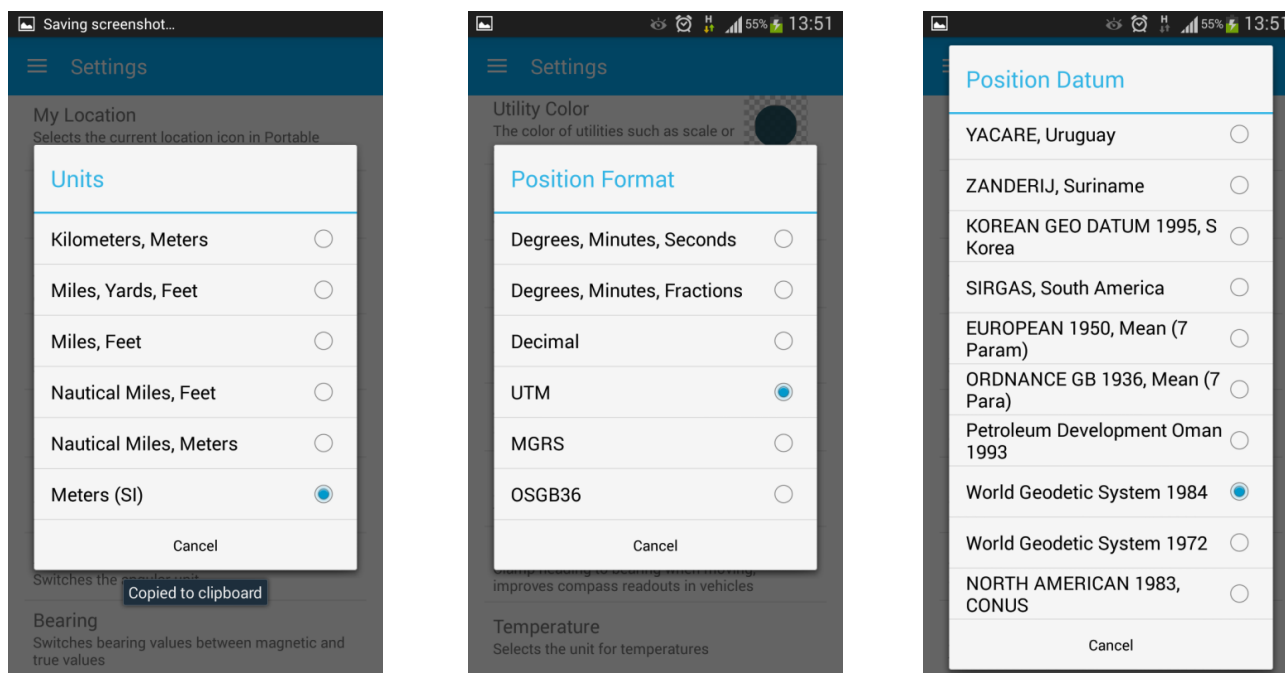 Saving screenshot...
Settings
My Location
Selects the current location icon in Portable
Units
Kilometers, Meters
Miles, Yards, Feet
Miles, Feet
Nautical Miles, Feet
Nautical Miles, Meters
Meters (SI)
Cancel
Switches the angular unit
Copied to clipboard
Bearing
Switches bearing values between magnetic and
true values
H 55% 13:51
Settings
Utility Color
The color of utilities such as scale or
Position Format
Degrees, Minutes, Seconds
Degrees, Minutes, Fractions
Decimal
UTM
MGRS
OSGB36
Cancel
Clamp heading to bearing when moving,
improves compass readouts in vehicles
Temperature
Selects the unit for temperatures
H 55% 13:51
Position Datum
YACARE, Uruguay
ZANDERIJ, Suriname
KOREAN GEO DATUM 1995, S
Korea
SIRGAS, South America
EUROPEAN 1950, Mean (7
Param)
ORDNANCE GB 1936, Mean (7
Para)
Petroleum Development Oman
1993
World Geodetic System 1984
World Geodetic System 1972
NORTH AMERICAN 1983,
CONUS
Cancel